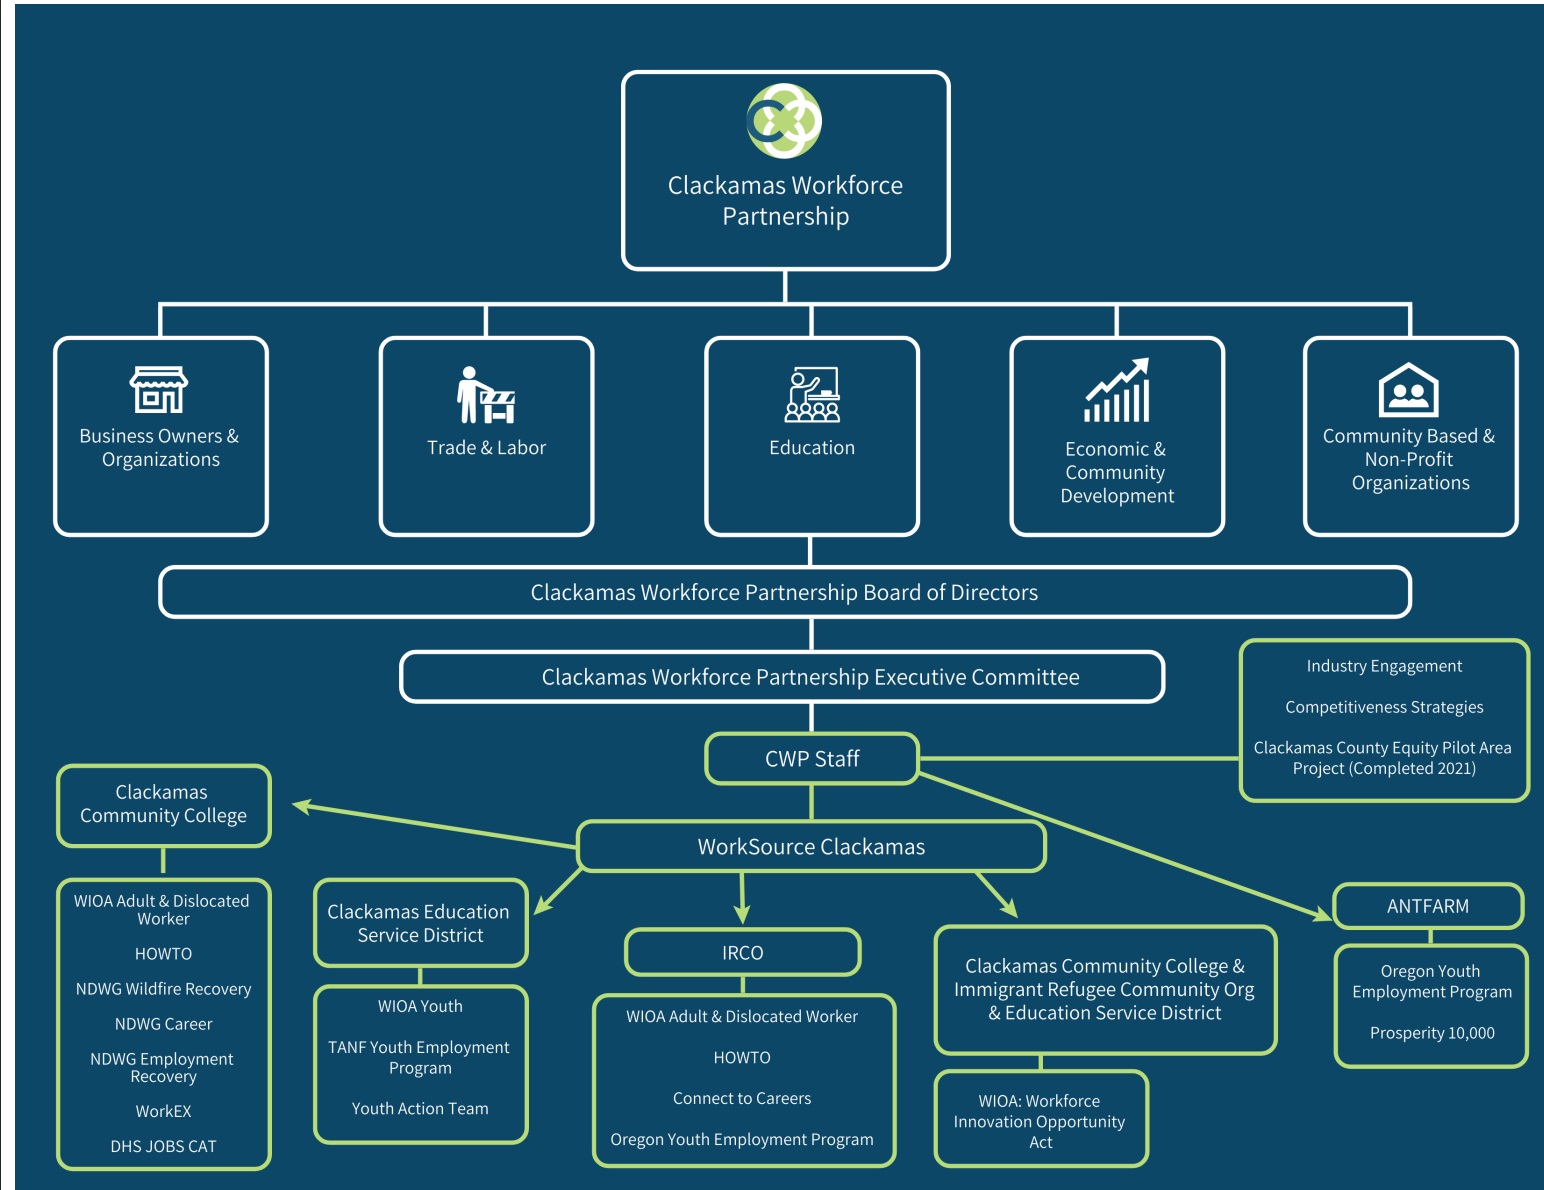 Clackamas Workforce
Partnership
Business Owners &
Organizations
Trade & Labor
Education
Economic &
Community
Development
Community Based &
Non-Profit
Organizations
Clackamas Workforce Partnership Board of Directors
Clackamas Workforce Partnership Executive Committee
Industry Engagement
Competitiveness Strategies
Clackamas County Equity Pilot Area
Project (Completed 2021)
CWP Staff
WorkSource Clackamas
Clackamas
Community College
WIOA Adult & Dislocated
Worker
HOWTO
NDWG Wildfire Recovery
NDWG Career
NDWG Employment
Recovery
WorkEX
DHS JOBS CAT
Clackamas Education
Service District
WIOA Youth
TANF Youth Employment
Program
Youth Action Team
IRCO
WIOA Adult & Dislocated Worker
HOWTO
Connect to Careers
Oregon Youth Employment Program
Clackamas Community College &
Immigrant Refugee Community Org
& Education Service District
WIOA: Workforce
Innovation Opportunity
Act
ANTFARM
Oregon Youth
Employment Program
Prosperity 10,000